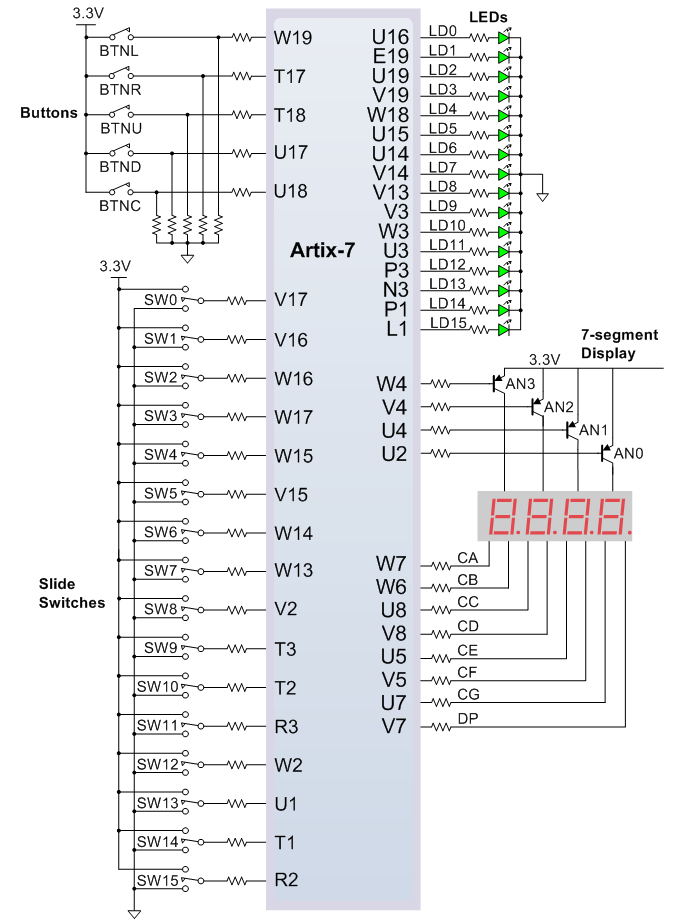 3.3V
BTNL
W19
BTNR
T17
Buttons
BTNU
T18
BTND
U17
BTNC
U18
Artix-7
LEDs
U16 LD0
E19 LD1
U19 LD2
V19 LD3
W18 LD4
U15 LD5
U14 LD6
V14 LD7
V13 LD8
V3 LD9
W3 LD10
U3 LD11
P3 LD12
N3 LD13
P1 LD14
L1 LD15
3.3V
SW0 V17
SW1 V16
SW2 W16
SW3 W17
SW4 W15
SW5 V15
SW6 W14
SW7 W13
Slide
Switches
SW8 V2
SW9 T3
SW10 T2
SW11 R3
SW12 W2
SW13 U1
SW14 T1
SW15 R2
7-segment
Display
3.3V
W4 AN3
V4 AN2
U4 AN1
U2 AN0
8.8.8.8.
W7 CA
W6 CB
U8 CC
V8 CD
U5 CE
V5 CF
U7 CG
V7 DP